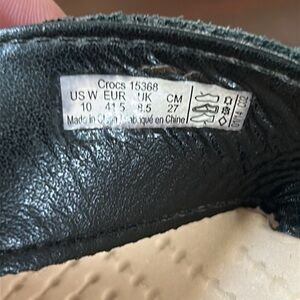 Crocs 15368
US W EUR UK CM
10 41.5 8.5 27
Made in China Fabriqué en Chine